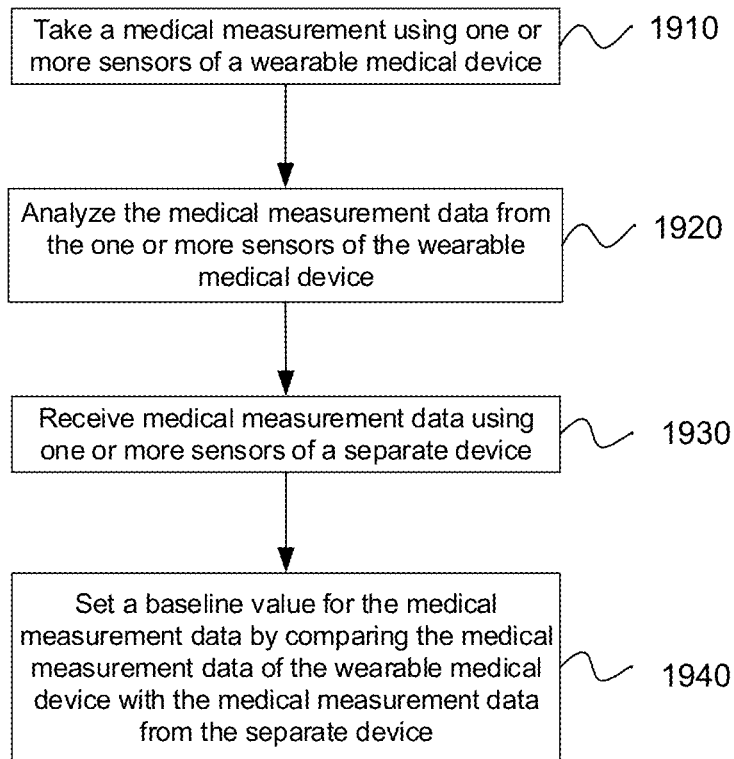 Take a medical measurement using one or
more sensors of a wearable medical device
1910
Analyze the medical measurement data from
the one or more sensors of the wearable
medical device
1920
Receive medical measurement data using
one or more sensors of a separate device
1930
Set a baseline value for the medical
measurement data by comparing the medical
measurement data of the wearable medical
device with the medical measurement data
from the separate device
1940